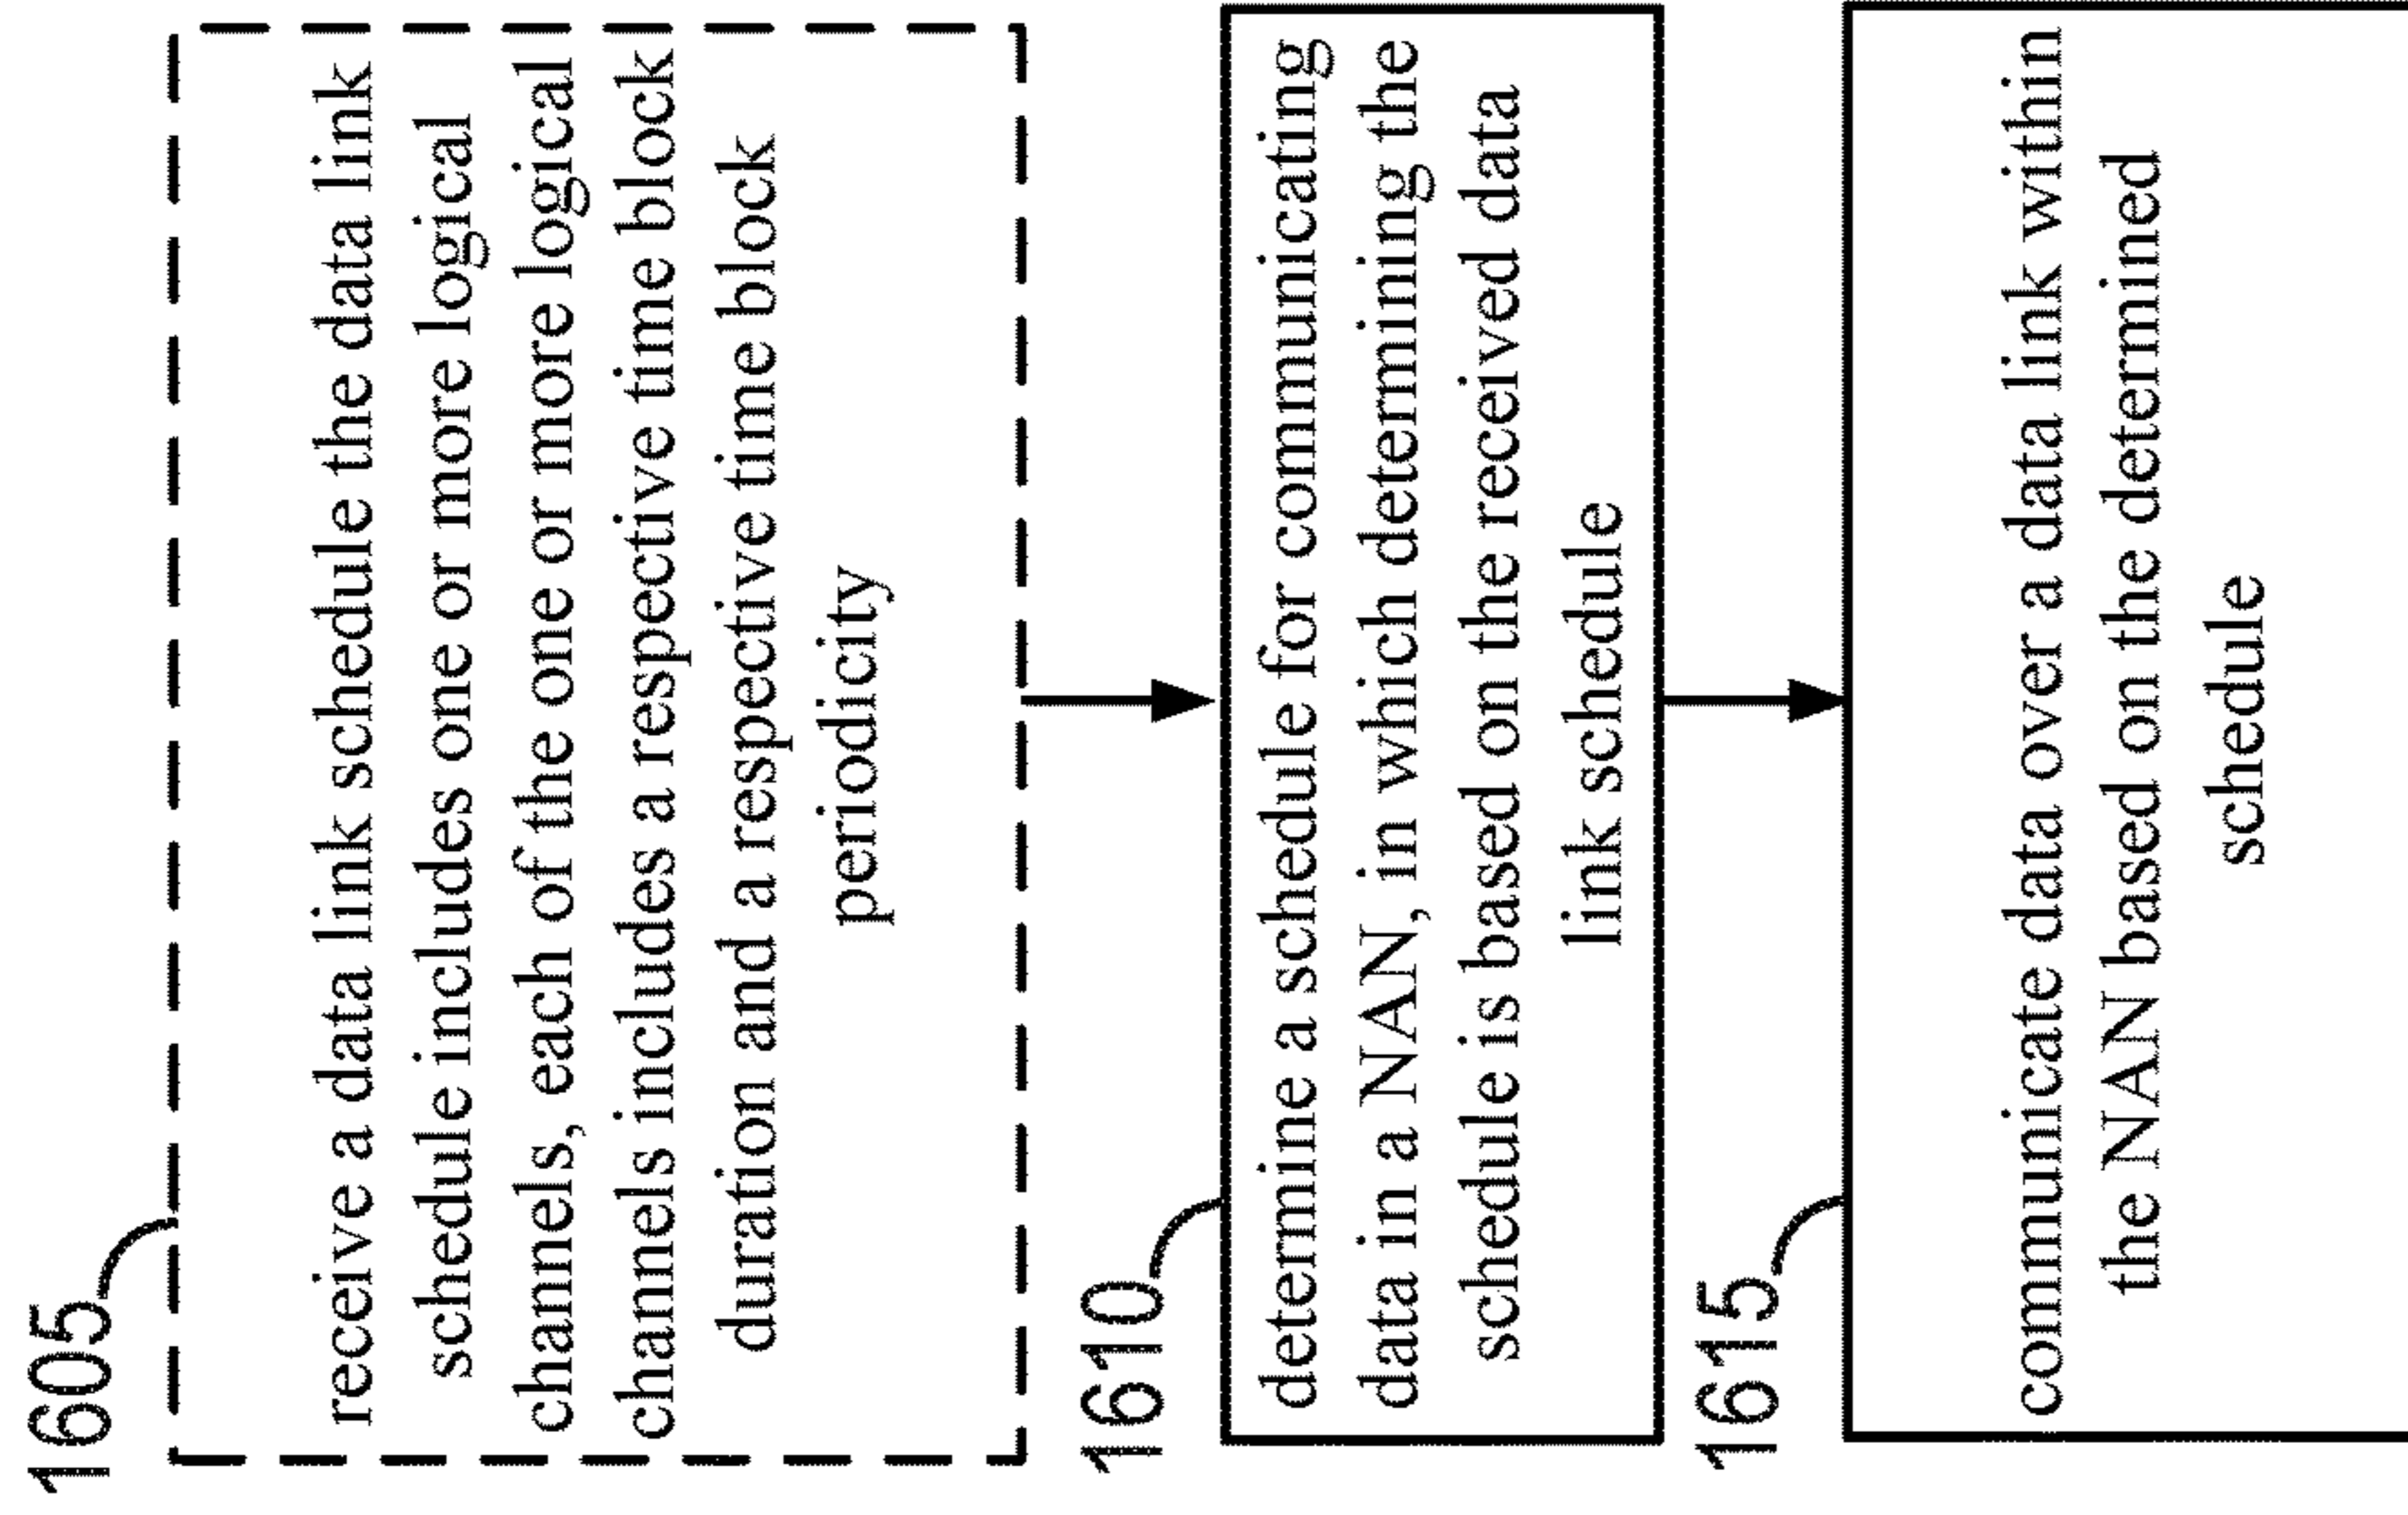 1605
receive a data link schedule the data link
schedule includes one or more logical
channels, each of the one or more logical
channels includes a respective time block
duration and a respective time block
periodicity
1610
determine a schedule for communicating
data in a NAN, in which determining the
schedule is based on the received data
link schedule
1615
communicate data over a data link within
the NAN based on the determined
schedule